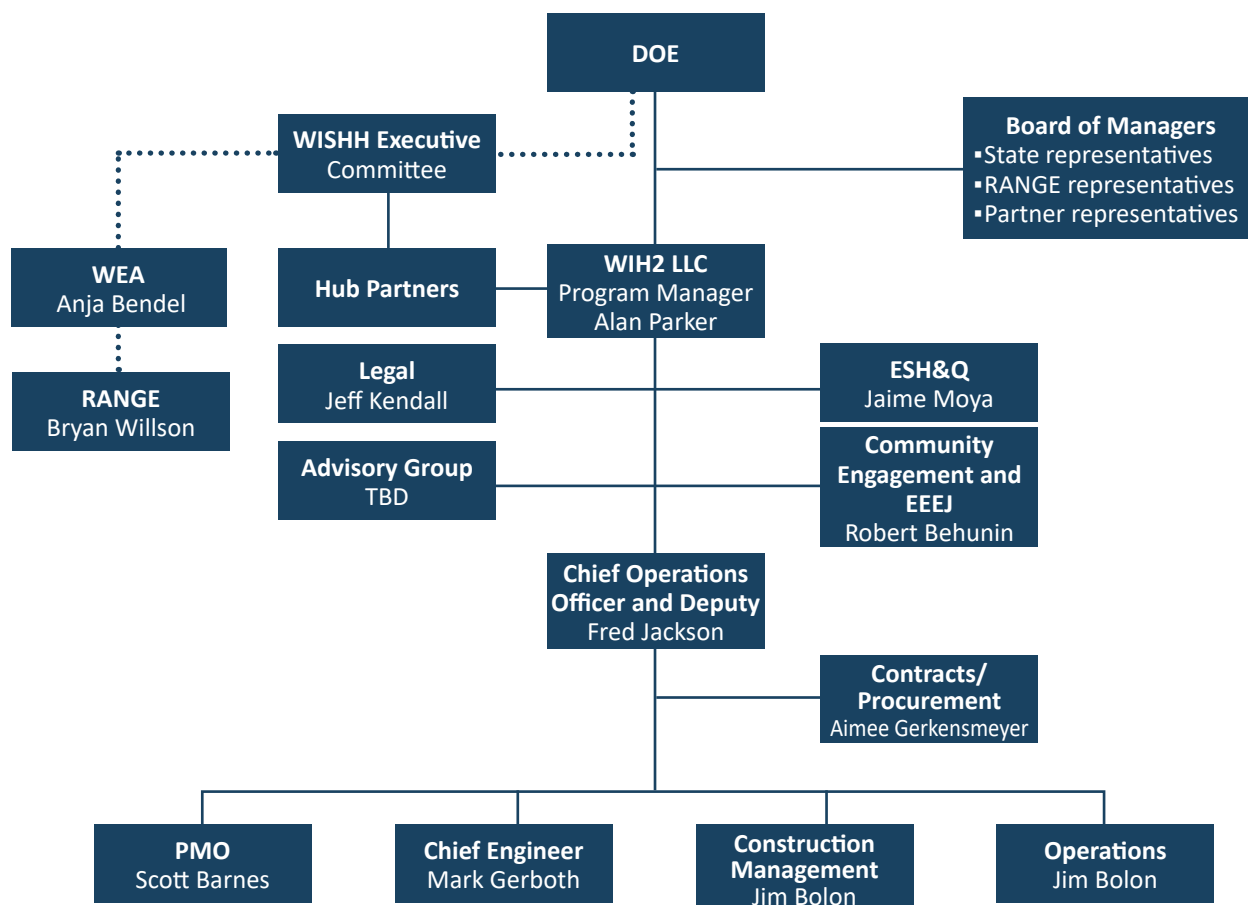 DOE
WISHH Executive
Committee
Board of Managers
▪State representatives
▪RANGE representatives
▪Partner representatives
WEA
Anja Bendel
Hub Partners
WIH2 LLC
Program Manager
Alan Parker
RANGE
Bryan Willson
Legal
Jeff Kendall
ESH&Q
Jaime Moya
Advisory Group
TBD
Community
Engagement and
EEEJ
Robert Behunin
Chief Operations
Officer and Deputy
Fred Jackson
Contracts/
Procurement
Aimee Gerkensmeyer
PMO
Scott Barnes
Chief Engineer
Mark Gerboth
Construction
Management
Jim Bolon
Operations
Jim Bolon